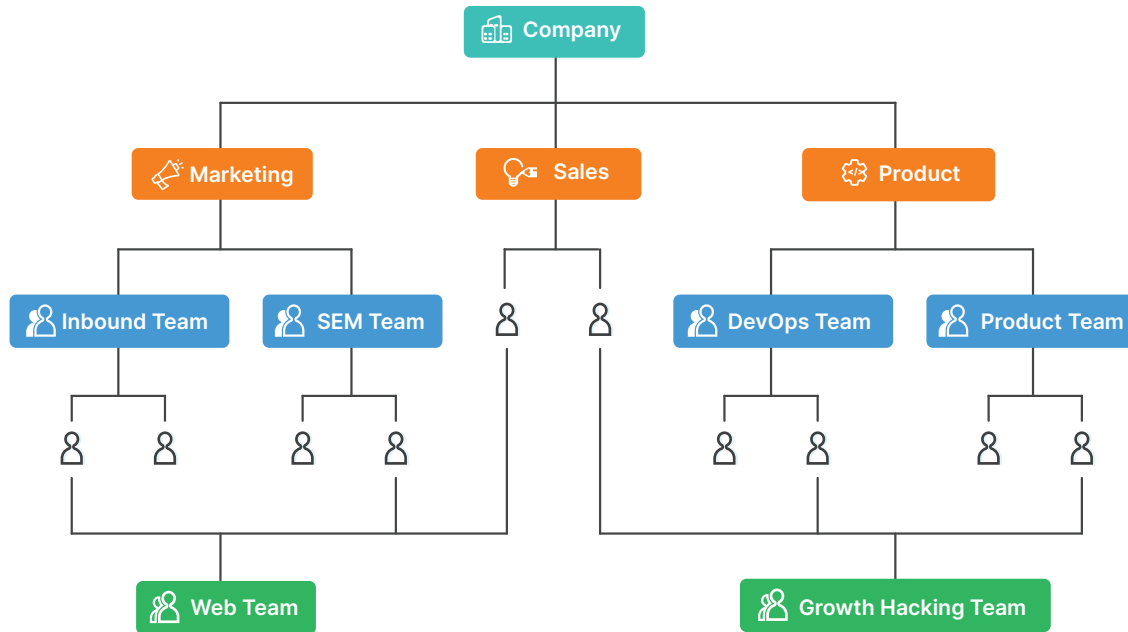 Company
Marketing
Sales
Product
Inbound Team
SEM Team
DevOps Team
Product Team
Web Team
Growth Hacking Team